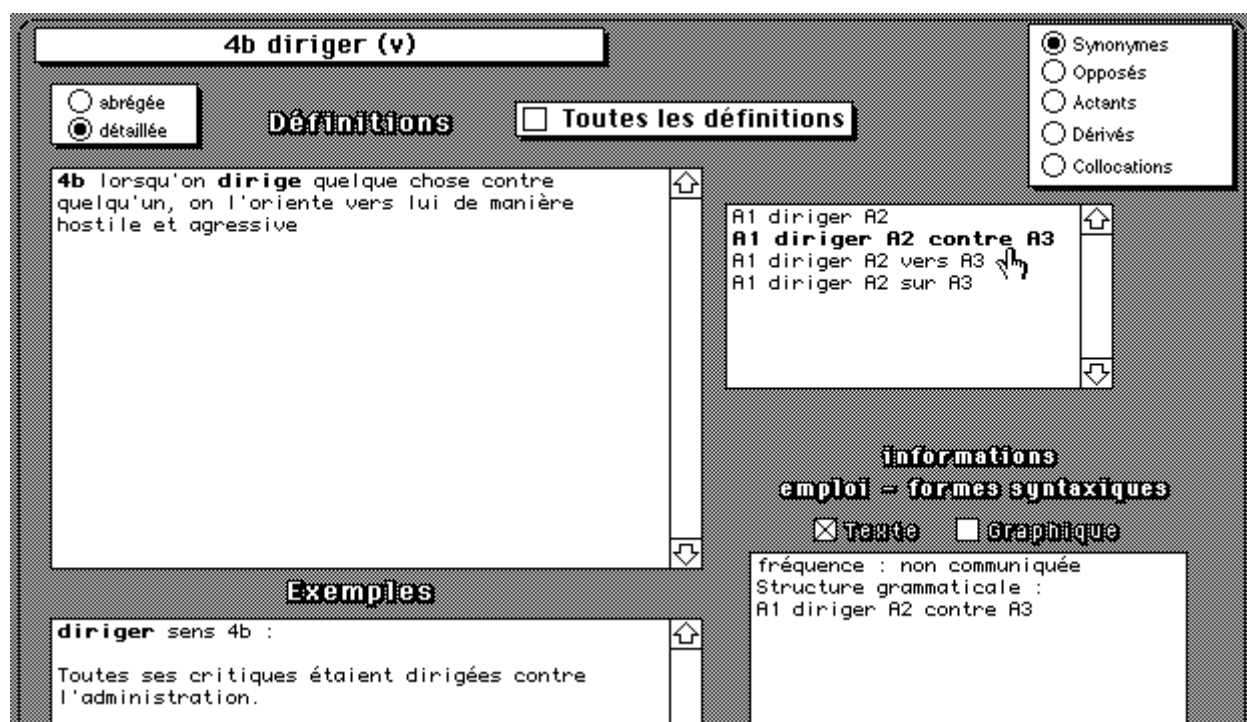 4b diriger (v)
Synonymes
Opposés
Actants
Dérivés
Collocations
abrégée
détaillée
Définitions
Toutes les définitions
4b lorsqu'on dirige quelque chose contre
quelqu'un, on l'oriente vers lui de manière
hostile et agressive
A1 diriger A2
A1 diriger A2 contre A3
A1 diriger A2 vers A3
A1 diriger A2 sur A3
informations
emploi - formes syntaxiques
Texte Graphique
fréquence : non communiquée
Structure grammaticale :
A1 diriger A2 contre A3
Exemples
diriger sens 4b :
Toutes ses critiques étaient dirigées contre
l'administration.